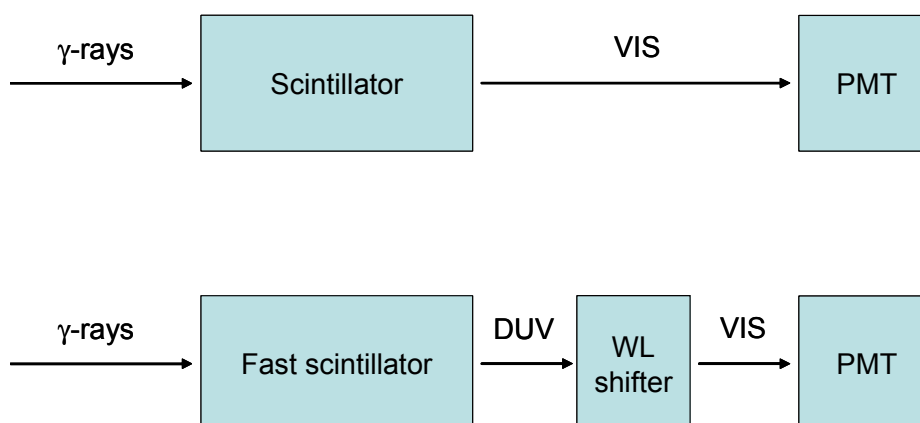 γ-rays
VIS
Scintillator
PMT
γ-rays
DUV
VIS
Fast scintillator
WL
shifter
PMT